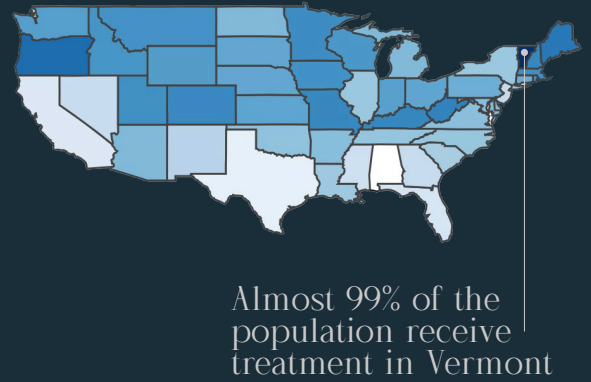 Almost 99% of the
population receive
treatment in Vermont